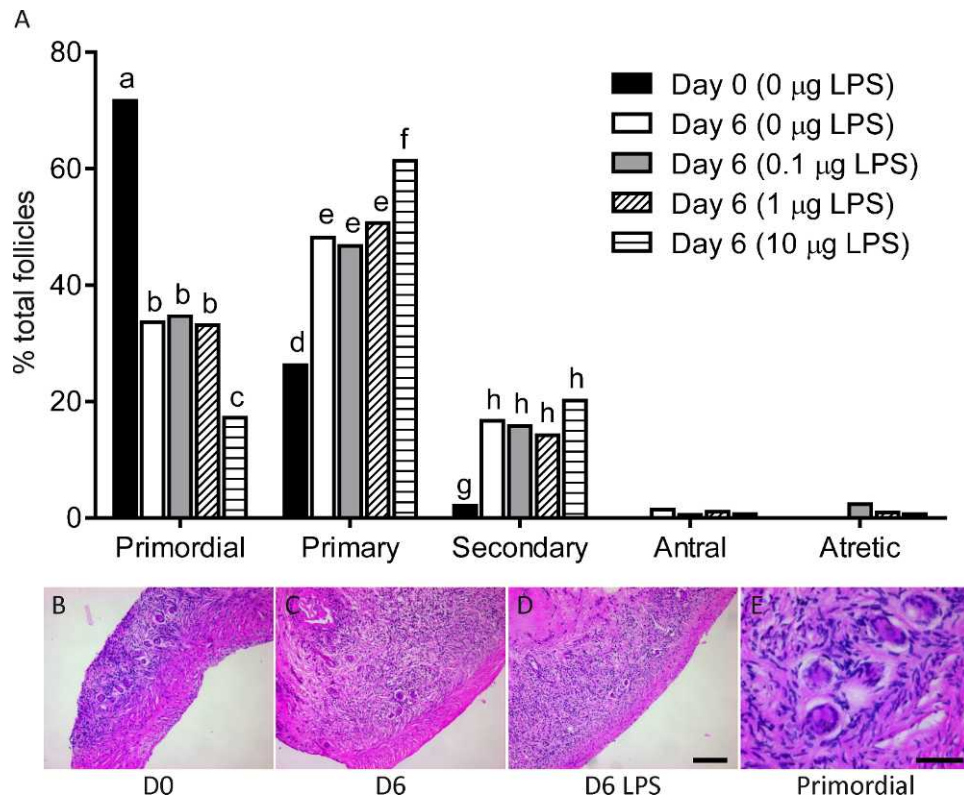 A
80
60
40
20
0
% total follicles
a
b
b
b
c
d
e
e
e
f
g
h
h
h
h
Day 0 (0 μg LPS)
Day 6 (0 μg LPS)
Day 6 (0.1 μg LPS)
Day 6 (1 μg LPS)
Day 6 (10 μg LPS)
Primordial
Primary
Secondary
Antral
Atretic
B
C
D
E
D0
D6
D6 LPS
Primordial